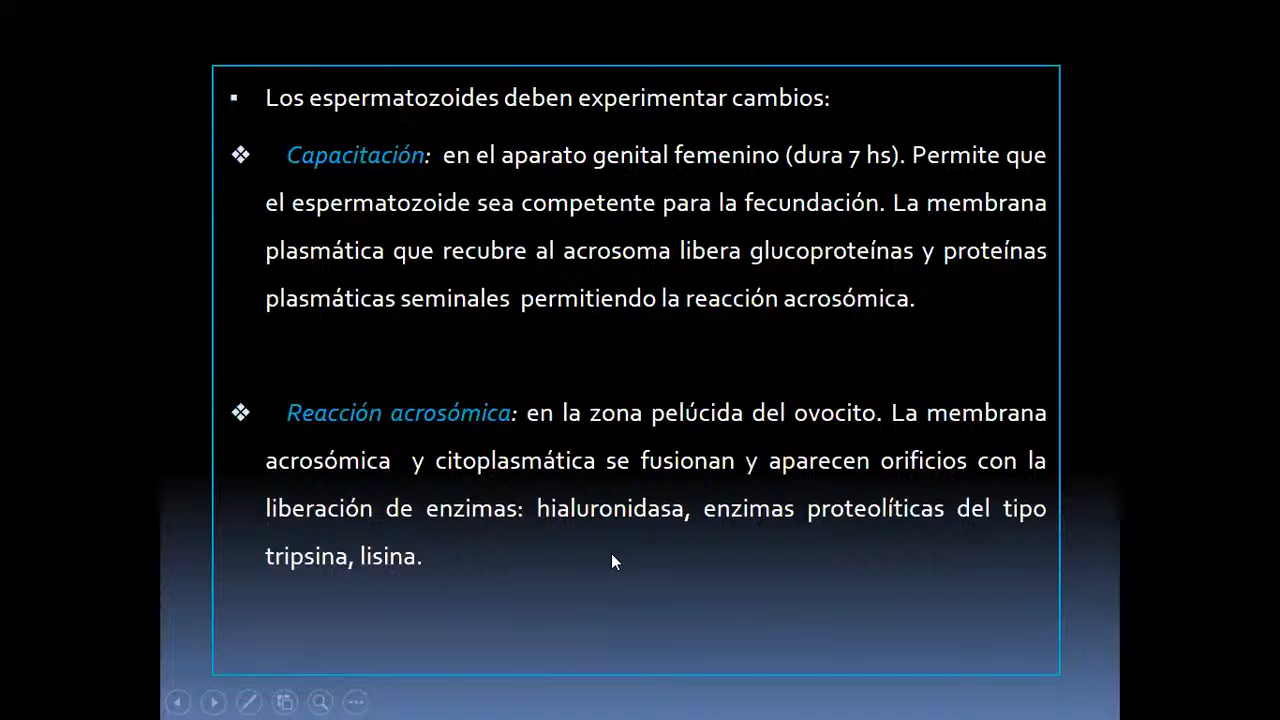 ▪ Los espermatozoides deben experimentar cambios:
❖ Capacitación: en el aparato genital femenino (dura 7 hs). Permite que
el espermatozoide sea competente para la fecundación. La membrana
plasmática que recubre al acrosoma libera glucoproteínas y proteínas
plasmáticas seminales permitiendo la reacción acrosómica.
❖ Reacción acrosómica: en la zona pelúcida del ovocito. La membrana
acrosómica y citoplasmática se fusionan y aparecen orificios con la
liberación de enzimas: hialuronidasa, enzimas proteolíticas del tipo
tripsina, lisina.